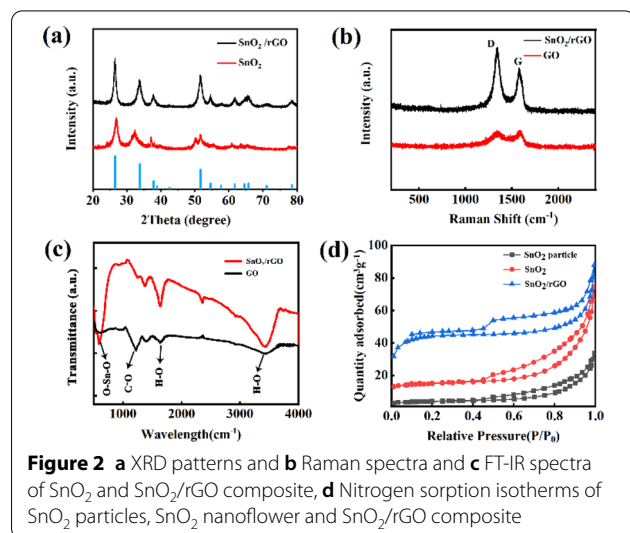 (a)
SnO₂ /rGO
SnO₂
Intensity (a.u.)
20 30 40 50 60 70 80
2Theta (degree)
(b)
SnO₂/rGO
GO
D
G
Intensity (a.u.)
500 1000 1500 2000
Raman Shift (cm⁻¹)
(c)
SnO₂/rGO
GO
Transmittance (a.u.)
O-Sn-O
C-O
H-O
H-O
1000 2000 3000 4000
Wavelength(cm⁻¹)
(d)
SnO₂ particle
SnO₂
SnO₂/rGO
Quantity adsorbed(cm³g⁻¹)
100
80
60
40
20
0.0 0.2 0.4 0.6 0.8 1.0
Relative Pressure(P/P₀)
Figure 2 a XRD patterns and b Raman spectra and c FT-IR spectra
of SnO₂ and SnO₂/rGO composite, d Nitrogen sorption isotherms of
SnO₂ particles, SnO₂ nanoflower and SnO₂/rGO composite